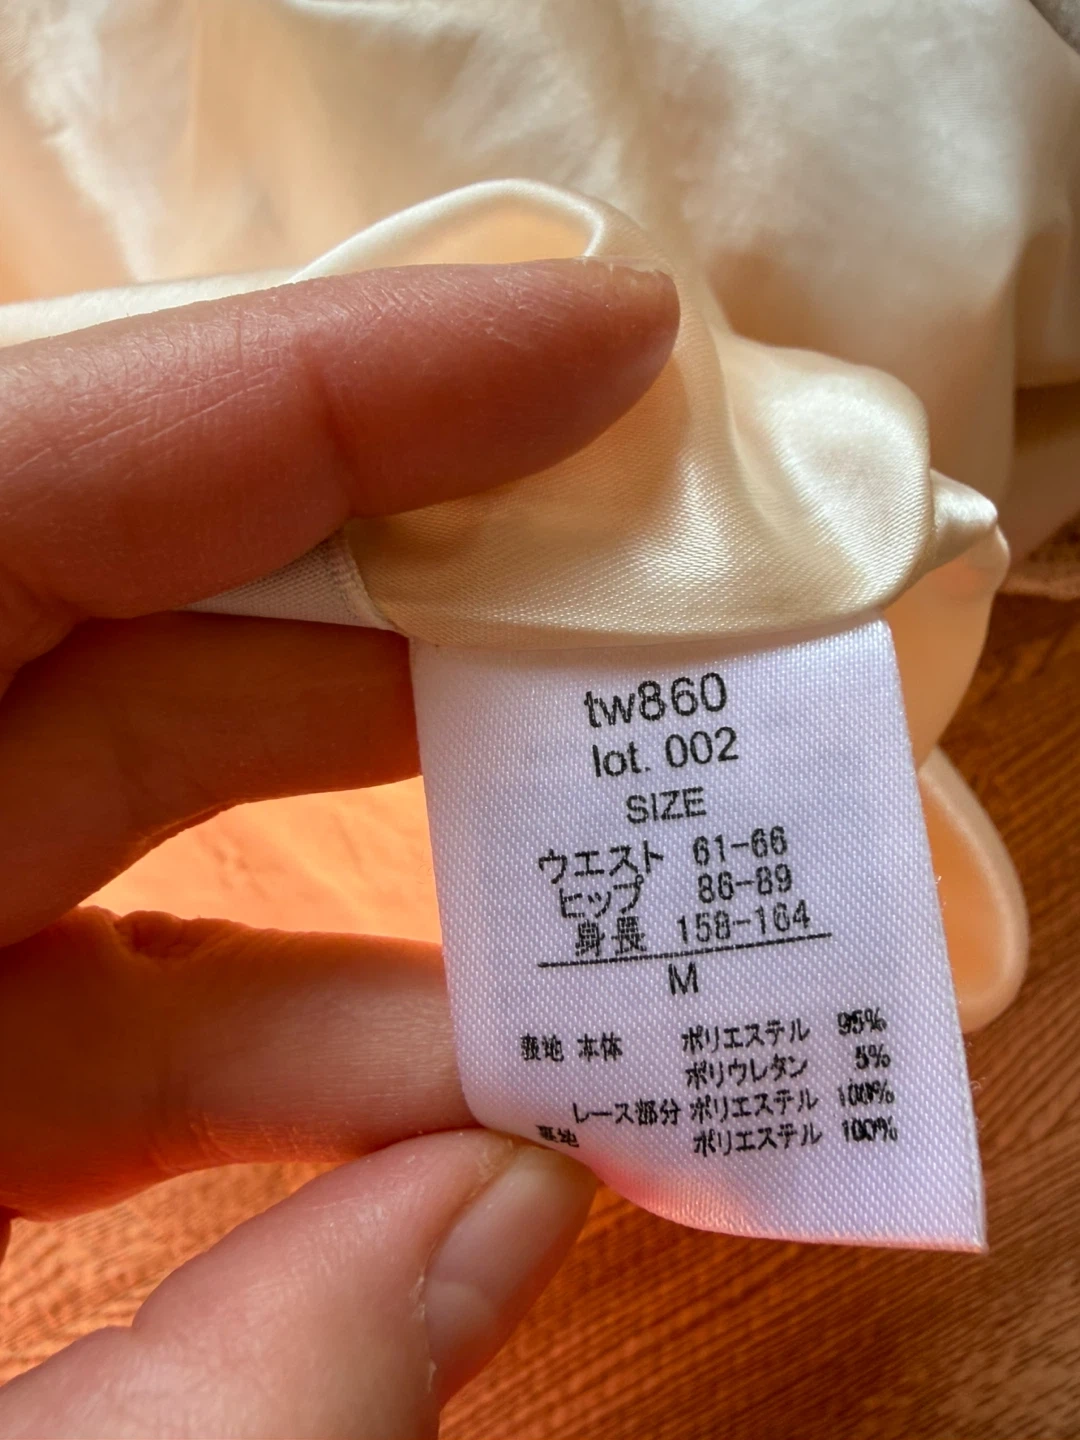 tw860
lot. 002
SIZE
ウエスト 61-66
ヒップ 86-89
身長 158-164
M
表地 本体 ポリエステル 95%
ポリウレタン 5%
レース部分 ポリエステル 100%
裏地 ポリエステル 100%